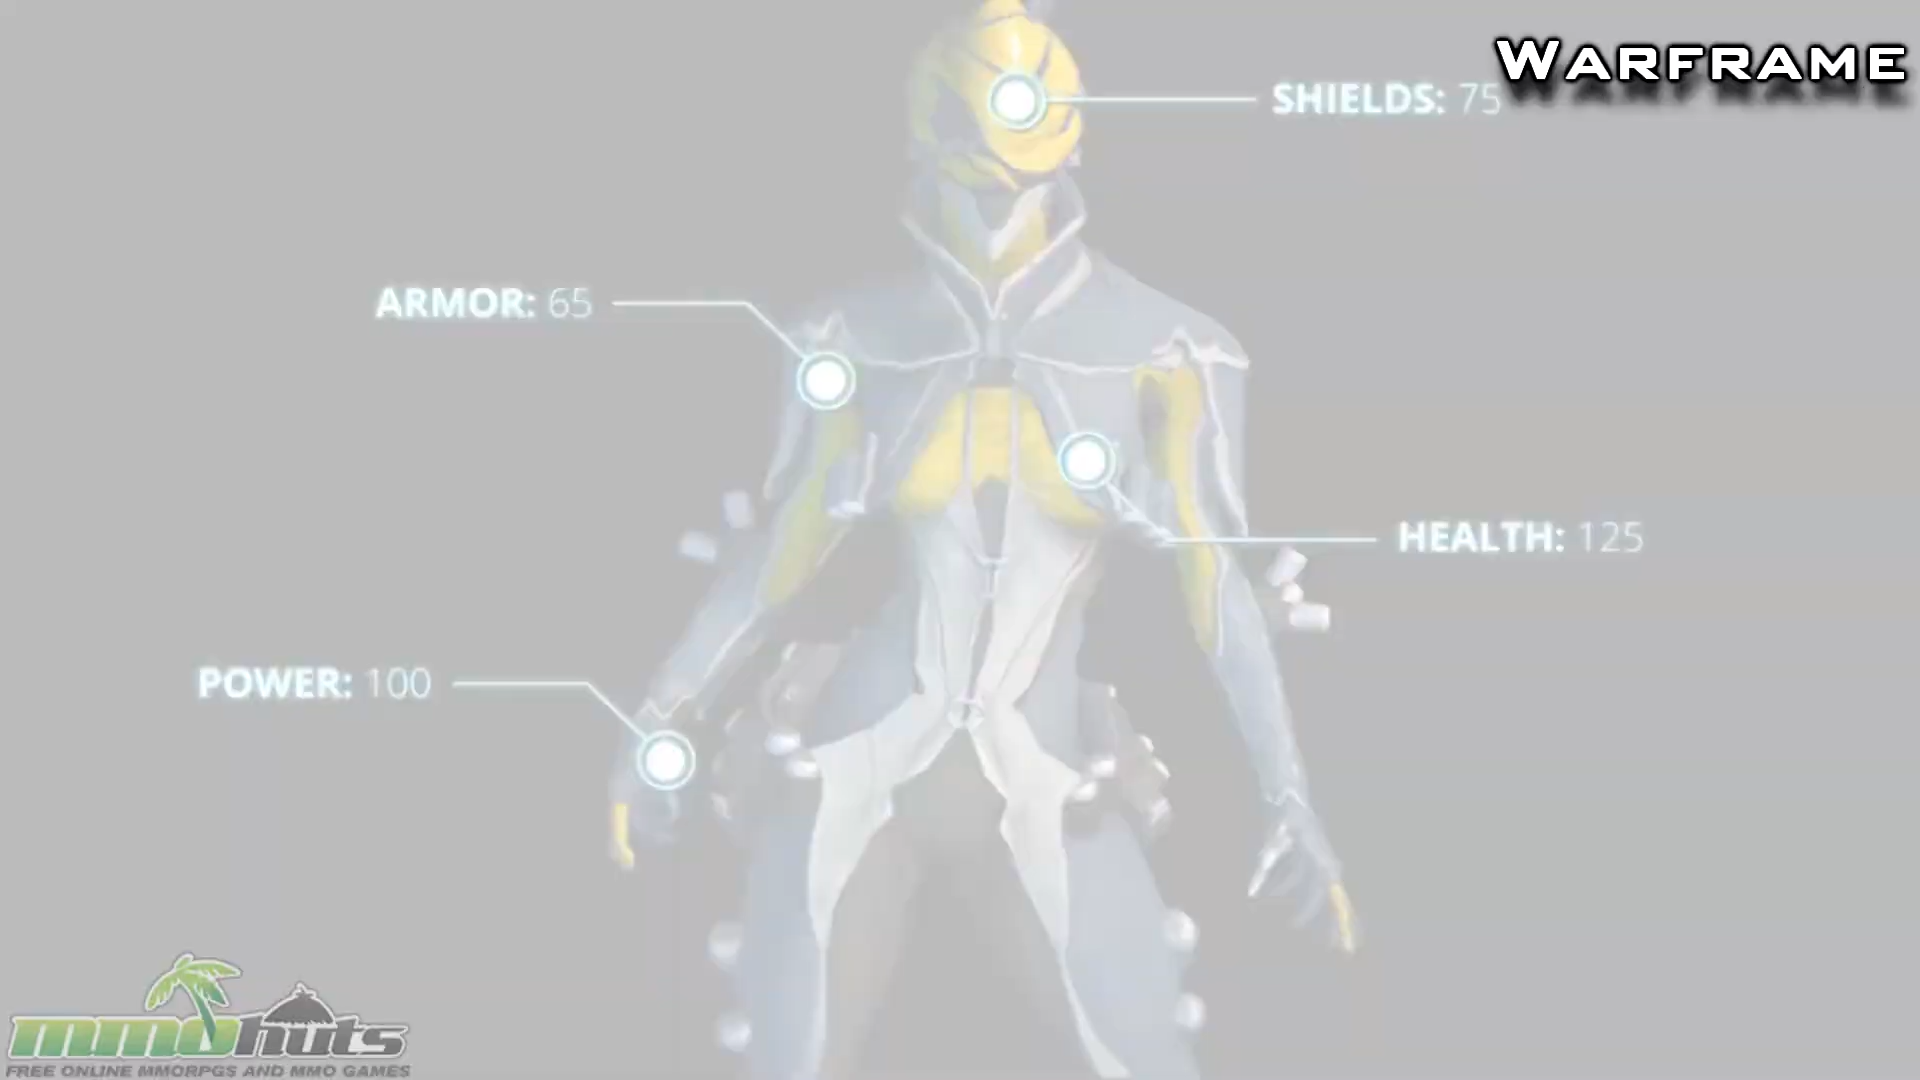 WARFRAME
SHIELDS: 75
ARMOR: 65
HEALTH: 125
POWER: 100
mmohuts
FREE ONLINE MMORPGS AND MMO GAMES